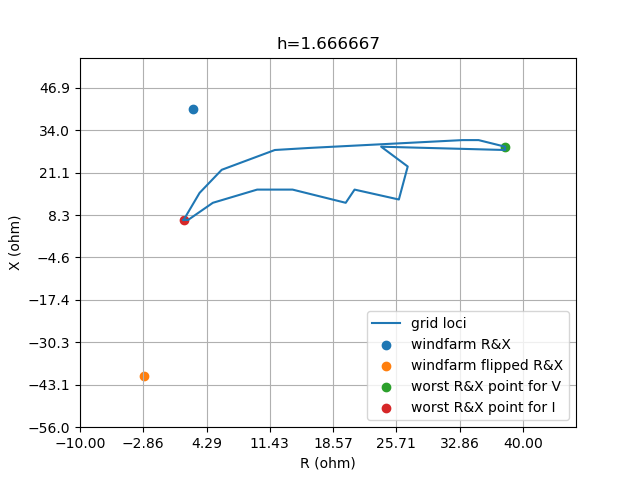 h=1.666667
46.9
34.0
21.1
8.3
−4.6
−17.4
−30.3
−43.1
−56.0
X (ohm)
grid loci
windfarm R&X
windfarm flipped R&X
worst R&X point for V
worst R&X point for I
−10.00 −2.86 4.29 11.43 18.57 25.71 32.86 40.00
R (ohm)